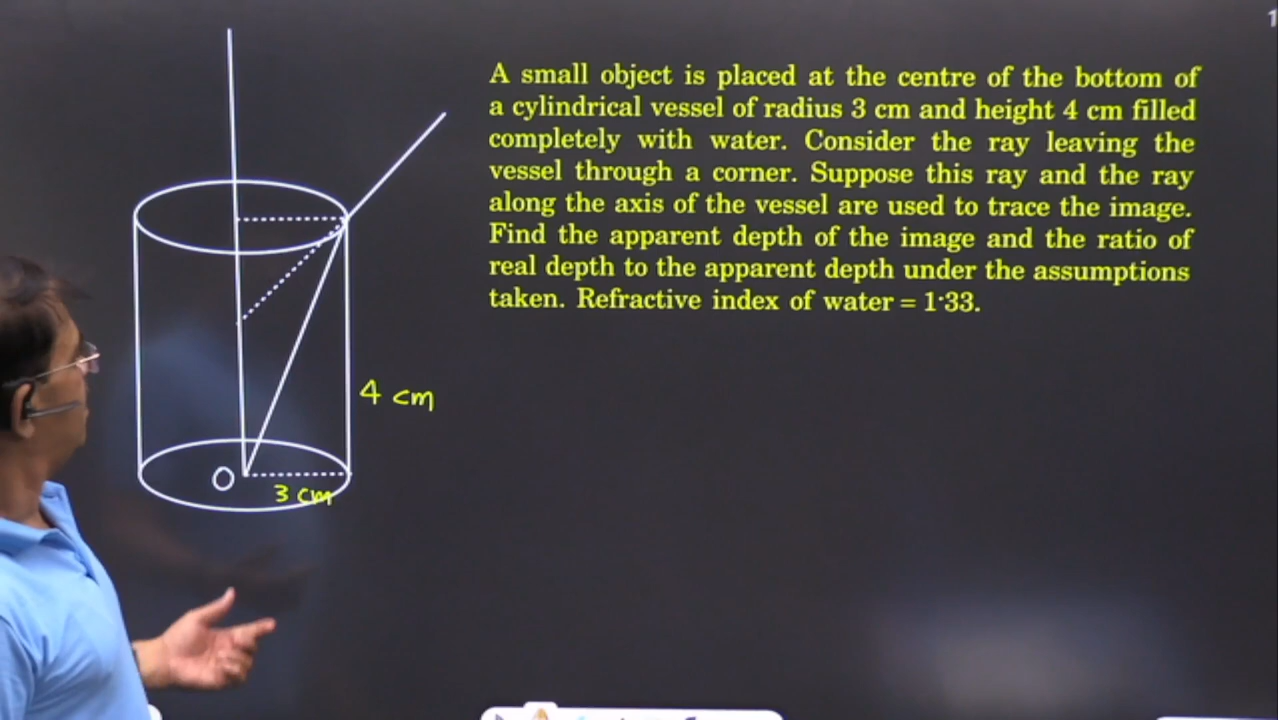 1
A small object is placed at the centre of the bottom of
a cylindrical vessel of radius 3 cm and height 4 cm filled
completely with water. Consider the ray leaving the
vessel through a corner. Suppose this ray and the ray
along the axis of the vessel are used to trace the image.
Find the apparent depth of the image and the ratio of
real depth to the apparent depth under the assumptions
taken. Refractive index of water = 1·33.
4 cm
O
3 cm